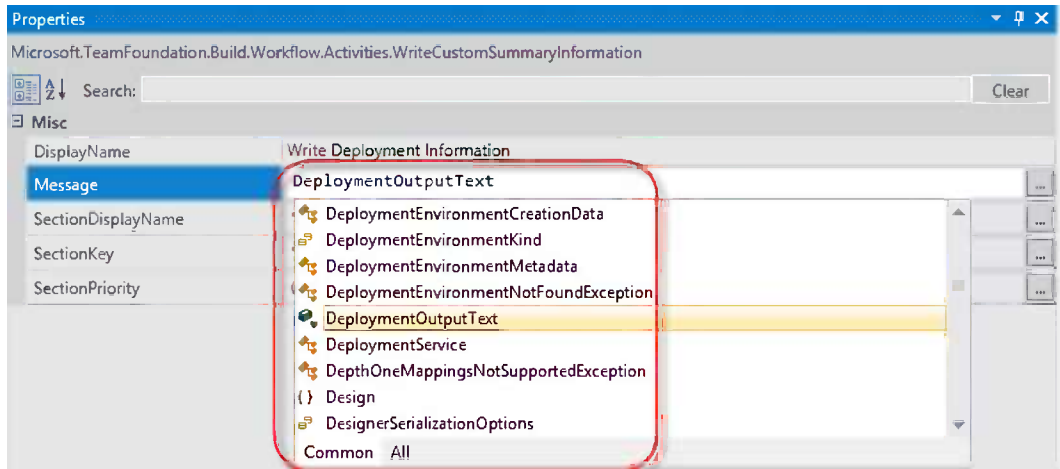 Properties
Microsoft.TeamFoundation.Build.Workflow.Activities.WriteCustomSummaryInformation
Search:
Clear
Misc
DisplayName Write Deployment Information
Message DeploymentOutputText ...
SectionDisplayName ...
SectionKey ...
SectionPriority ...
DeploymentEnvironmentCreationData
DeploymentEnvironmentKind
DeploymentEnvironmentMetadata
DeploymentEnvironmentNotFoundException
DeploymentOutputText
DeploymentService
DepthOneMappingsNotSupportedException
{ } Design
DesignerSerializationOptions
Common All